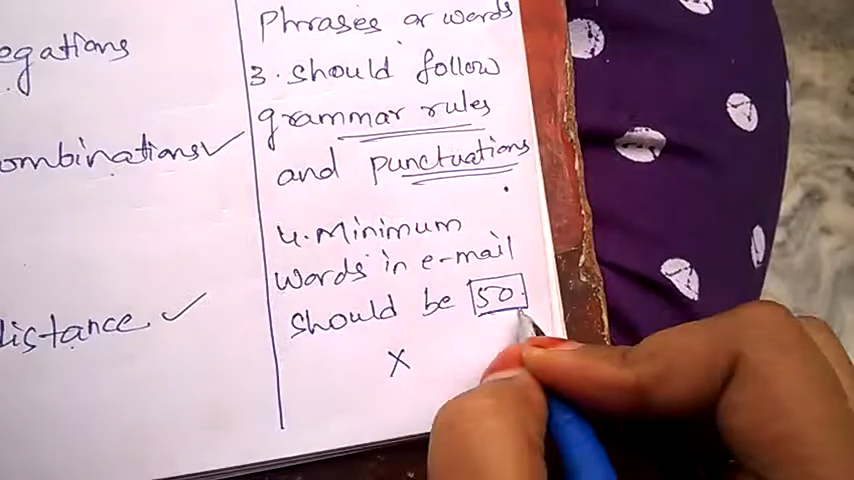 egations
ombinations ✓
distance ✓
Phrases or words
3. should follow
grammar rules
and punctuations
.
4. Minimum
words in e-mail
should be 50.
X